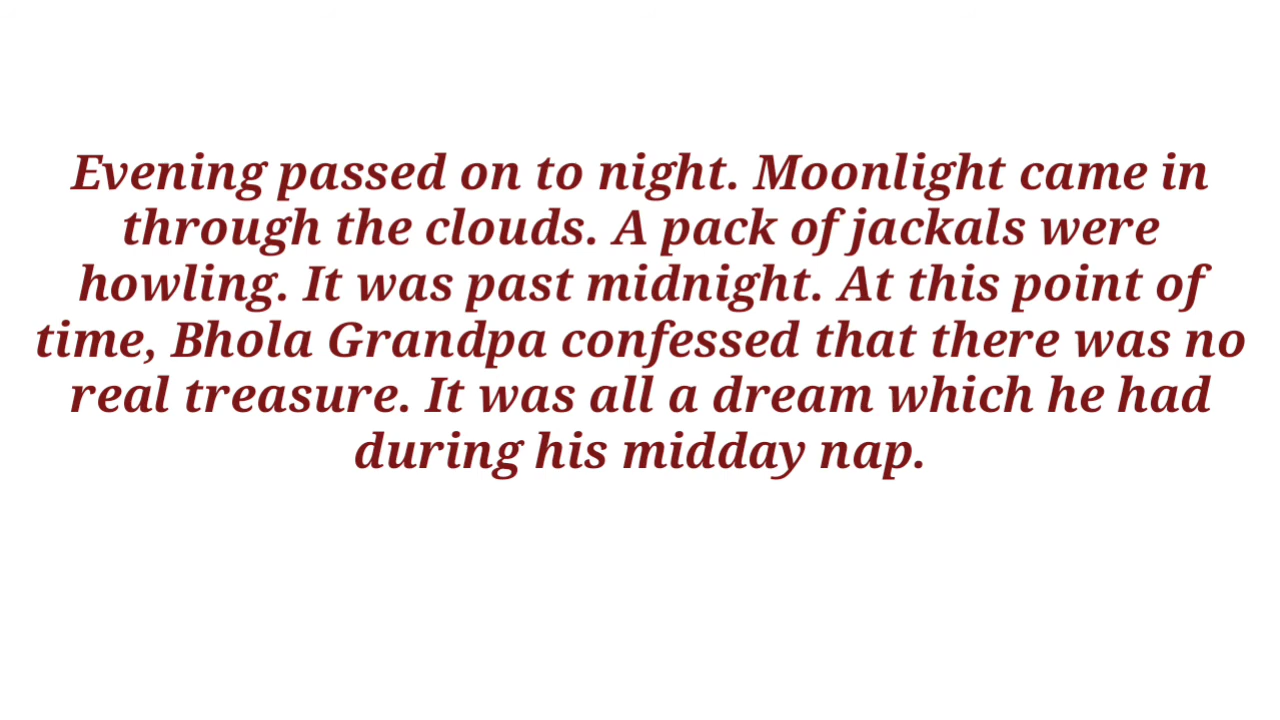 Evening passed on to night. Moonlight came in
through the clouds. A pack of jackals were
howling. It was past midnight. At this point of
time, Bhola Grandpa confessed that there was no
real treasure. It was all a dream which he had
during his midday nap.